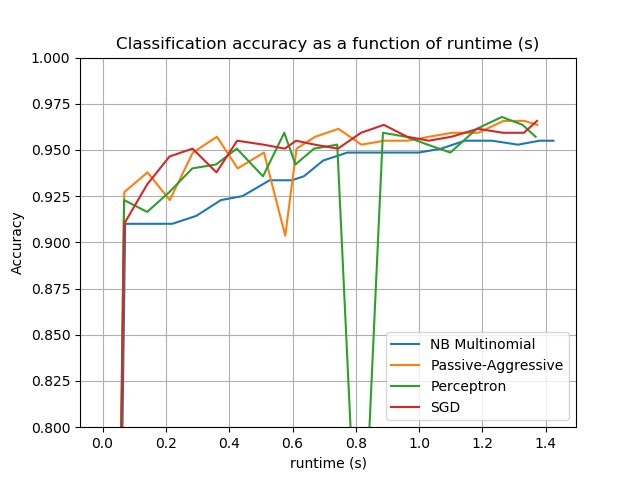 Classification accuracy as a function of runtime (s)
1.000
0.975
0.950
0.925
0.900
0.875
0.850
0.825
0.800
Accuracy
NB Multinomial
Passive-Aggressive
Perceptron
SGD
0.0 0.2 0.4 0.6 0.8 1.0 1.2 1.4
runtime (s)